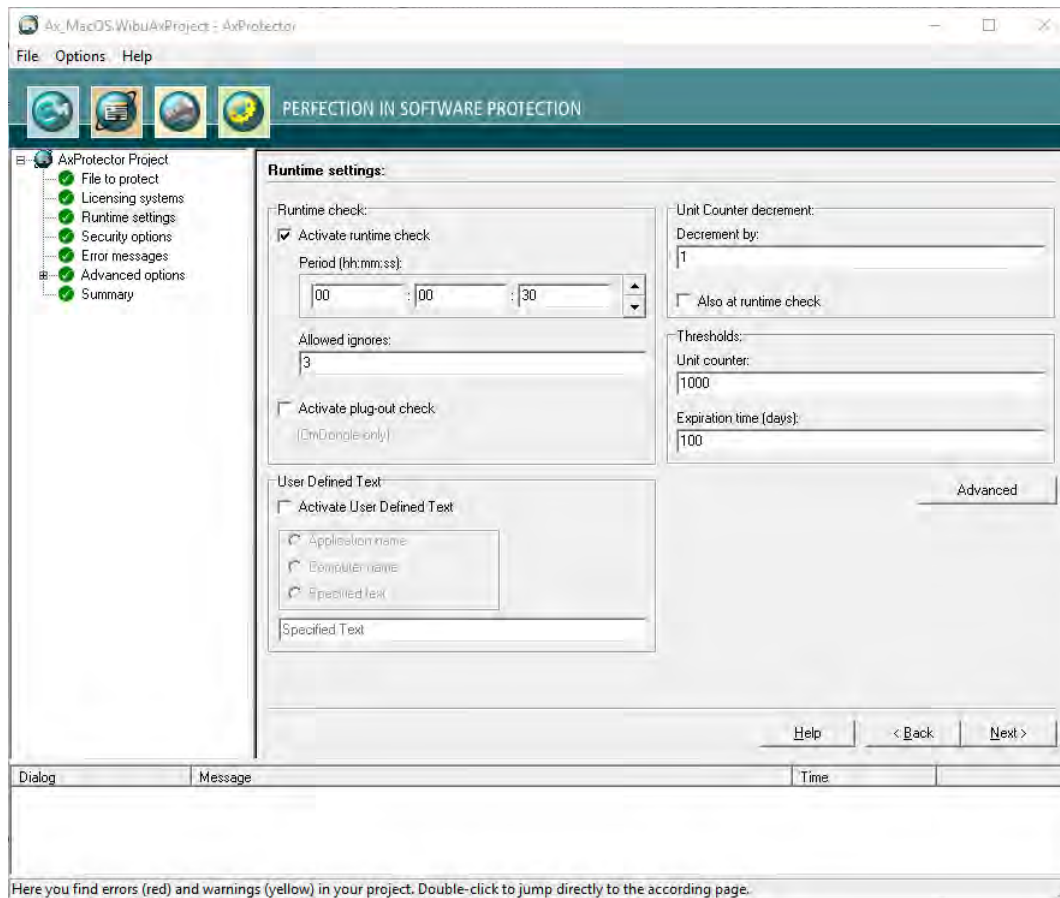 Ax_MacOS.WibuAxProject - AxProtector
File Options Help
PERFECTION IN SOFTWARE PROTECTION
AxProtector Project
File to protect
Licensing systems
Runtime settings
Security options
Error messages
Advanced options
Summary
Runtime settings:
Runtime check:
Activate runtime check
Period (hh:mm:ss):
00 : 00 : 30
Allowed ignores:
3
Activate plug-out check
(CmDongle only)
User Defined Text
Activate User Defined Text
Application name
Computer name
Specified text
Specified Text
Unit Counter decrement:
Decrement by:
1
Also at runtime check
Thresholds:
Unit counter:
1000
Expiration time (days):
100
Advanced
Help < Back Next >
Dialog Message Time
Here you find errors (red) and warnings (yellow) in your project. Double-click to jump directly to the according page.